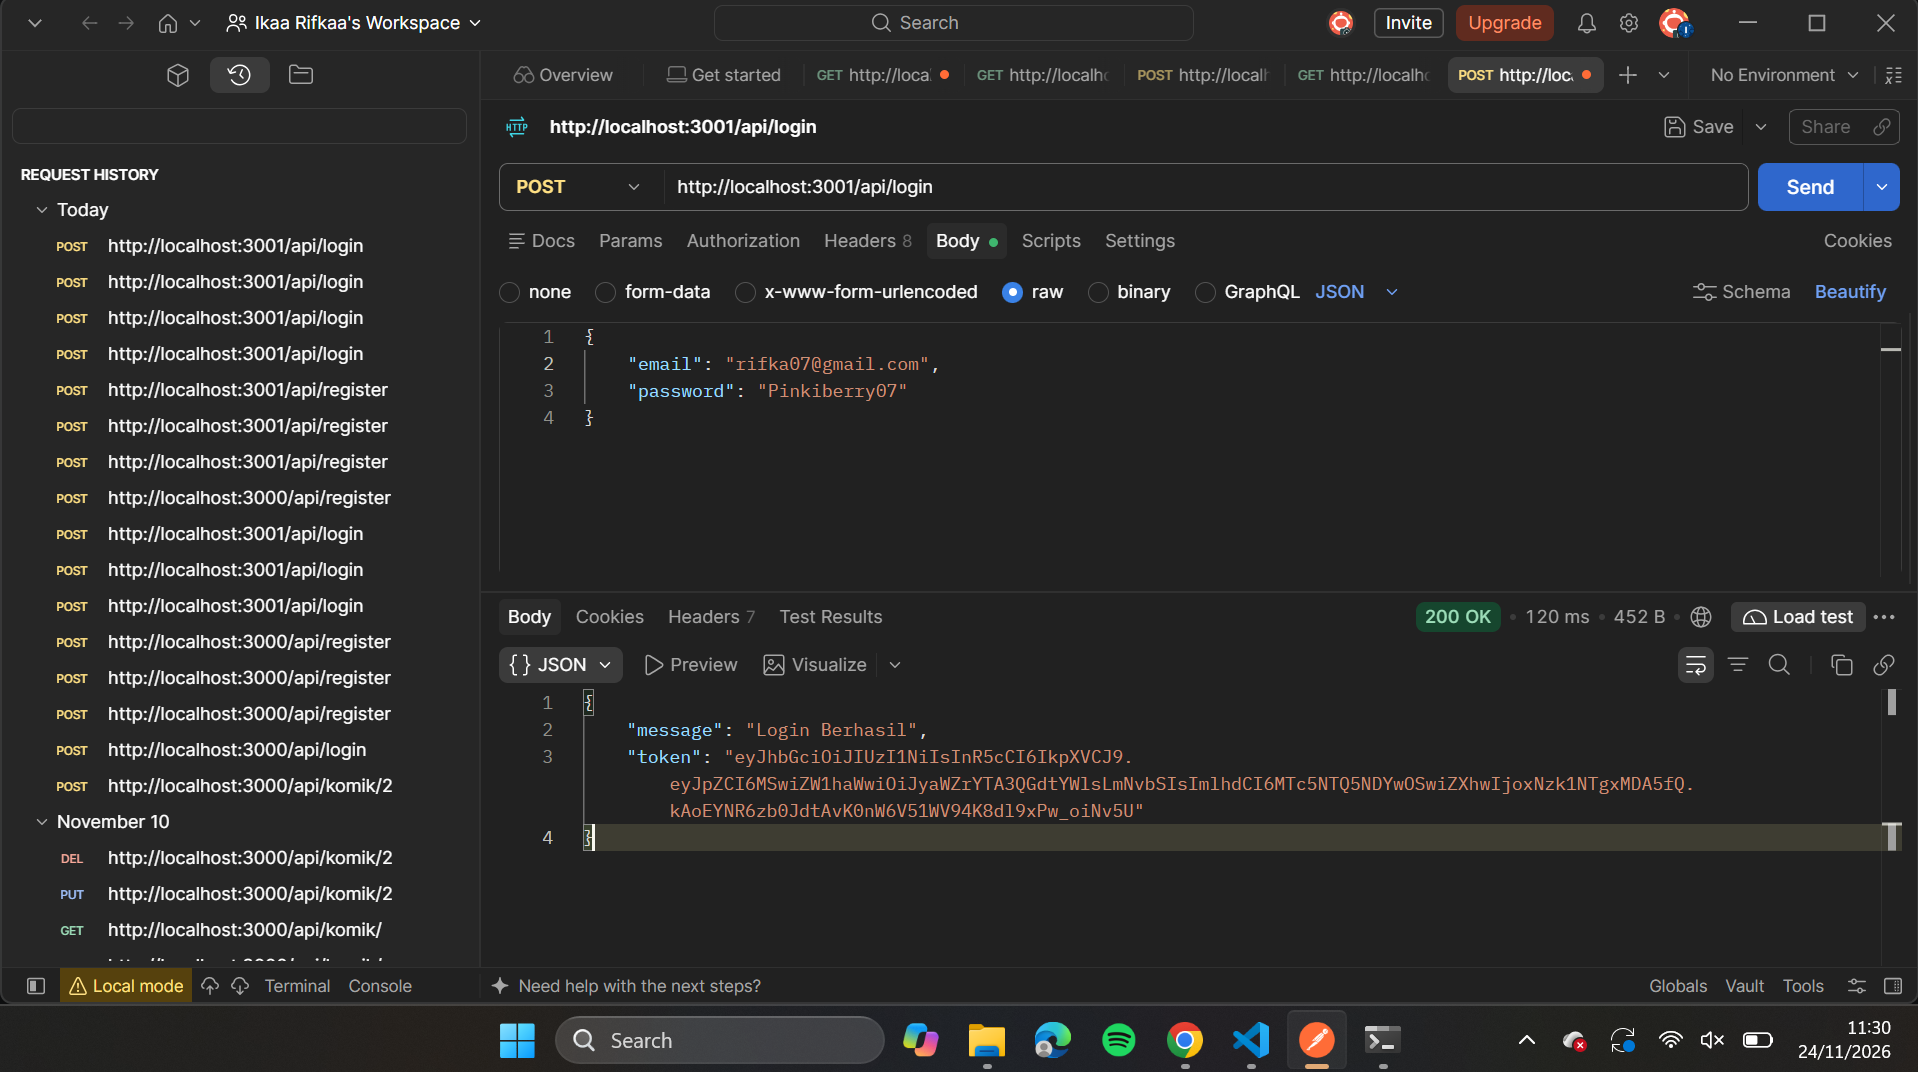 Ikaa Rifkaa's Workspace
Search
Invite
Upgrade
Overview
Get started
GET http://loca
GET http://localho
POST http://localh
GET http://localho
POST http://loc
No Environment
HTTP http://localhost:3001/api/login
Save
Share
REQUEST HISTORY
Today
POST http://localhost:3001/api/login
POST http://localhost:3001/api/login
POST http://localhost:3001/api/login
POST http://localhost:3001/api/login
POST http://localhost:3001/api/register
POST http://localhost:3001/api/register
POST http://localhost:3001/api/register
POST http://localhost:3000/api/register
POST http://localhost:3001/api/login
POST http://localhost:3001/api/login
POST http://localhost:3001/api/login
POST http://localhost:3000/api/register
POST http://localhost:3000/api/register
POST http://localhost:3000/api/register
POST http://localhost:3000/api/login
POST http://localhost:3000/api/komik/2
November 10
DEL http://localhost:3000/api/komik/2
PUT http://localhost:3000/api/komik/2
GET http://localhost:3000/api/komik/
POST http://localhost:3001/api/login
Send
Docs Params Authorization Headers 8 Body Scripts Settings
Cookies
none form-data x-www-form-urlencoded raw binary GraphQL JSON
Schema Beautify
1 {
2 "email": "rifka07@gmail.com",
3 "password": "Pinkiberry07"
4 }
Body Cookies Headers 7 Test Results
200 OK • 120 ms • 452 B •
Load test
{ } JSON Preview Visualize
1 {
2 "message": "Login Berhasil",
3 "token": "eyJhbGciOiJIUzI1NiIsInR5cCI6IkpXVCJ9.
eyJpZCI6MSwiZW1haWwiOiJyaWZrYTA3QGdtYWlsLmNvbSIsImlhdCI6MTc5NTQ5NDYwOSwiZXhwIjoxNzk1NTgxMDA5fQ.
kAoEYNR6zb0JdtAvK0nW6V51WV94K8dl9xPw_oiNv5U"
4 }
Local mode
Terminal
Console
Need help with the next steps?
Globals
Vault
Tools
Search
11:30
24/11/2026